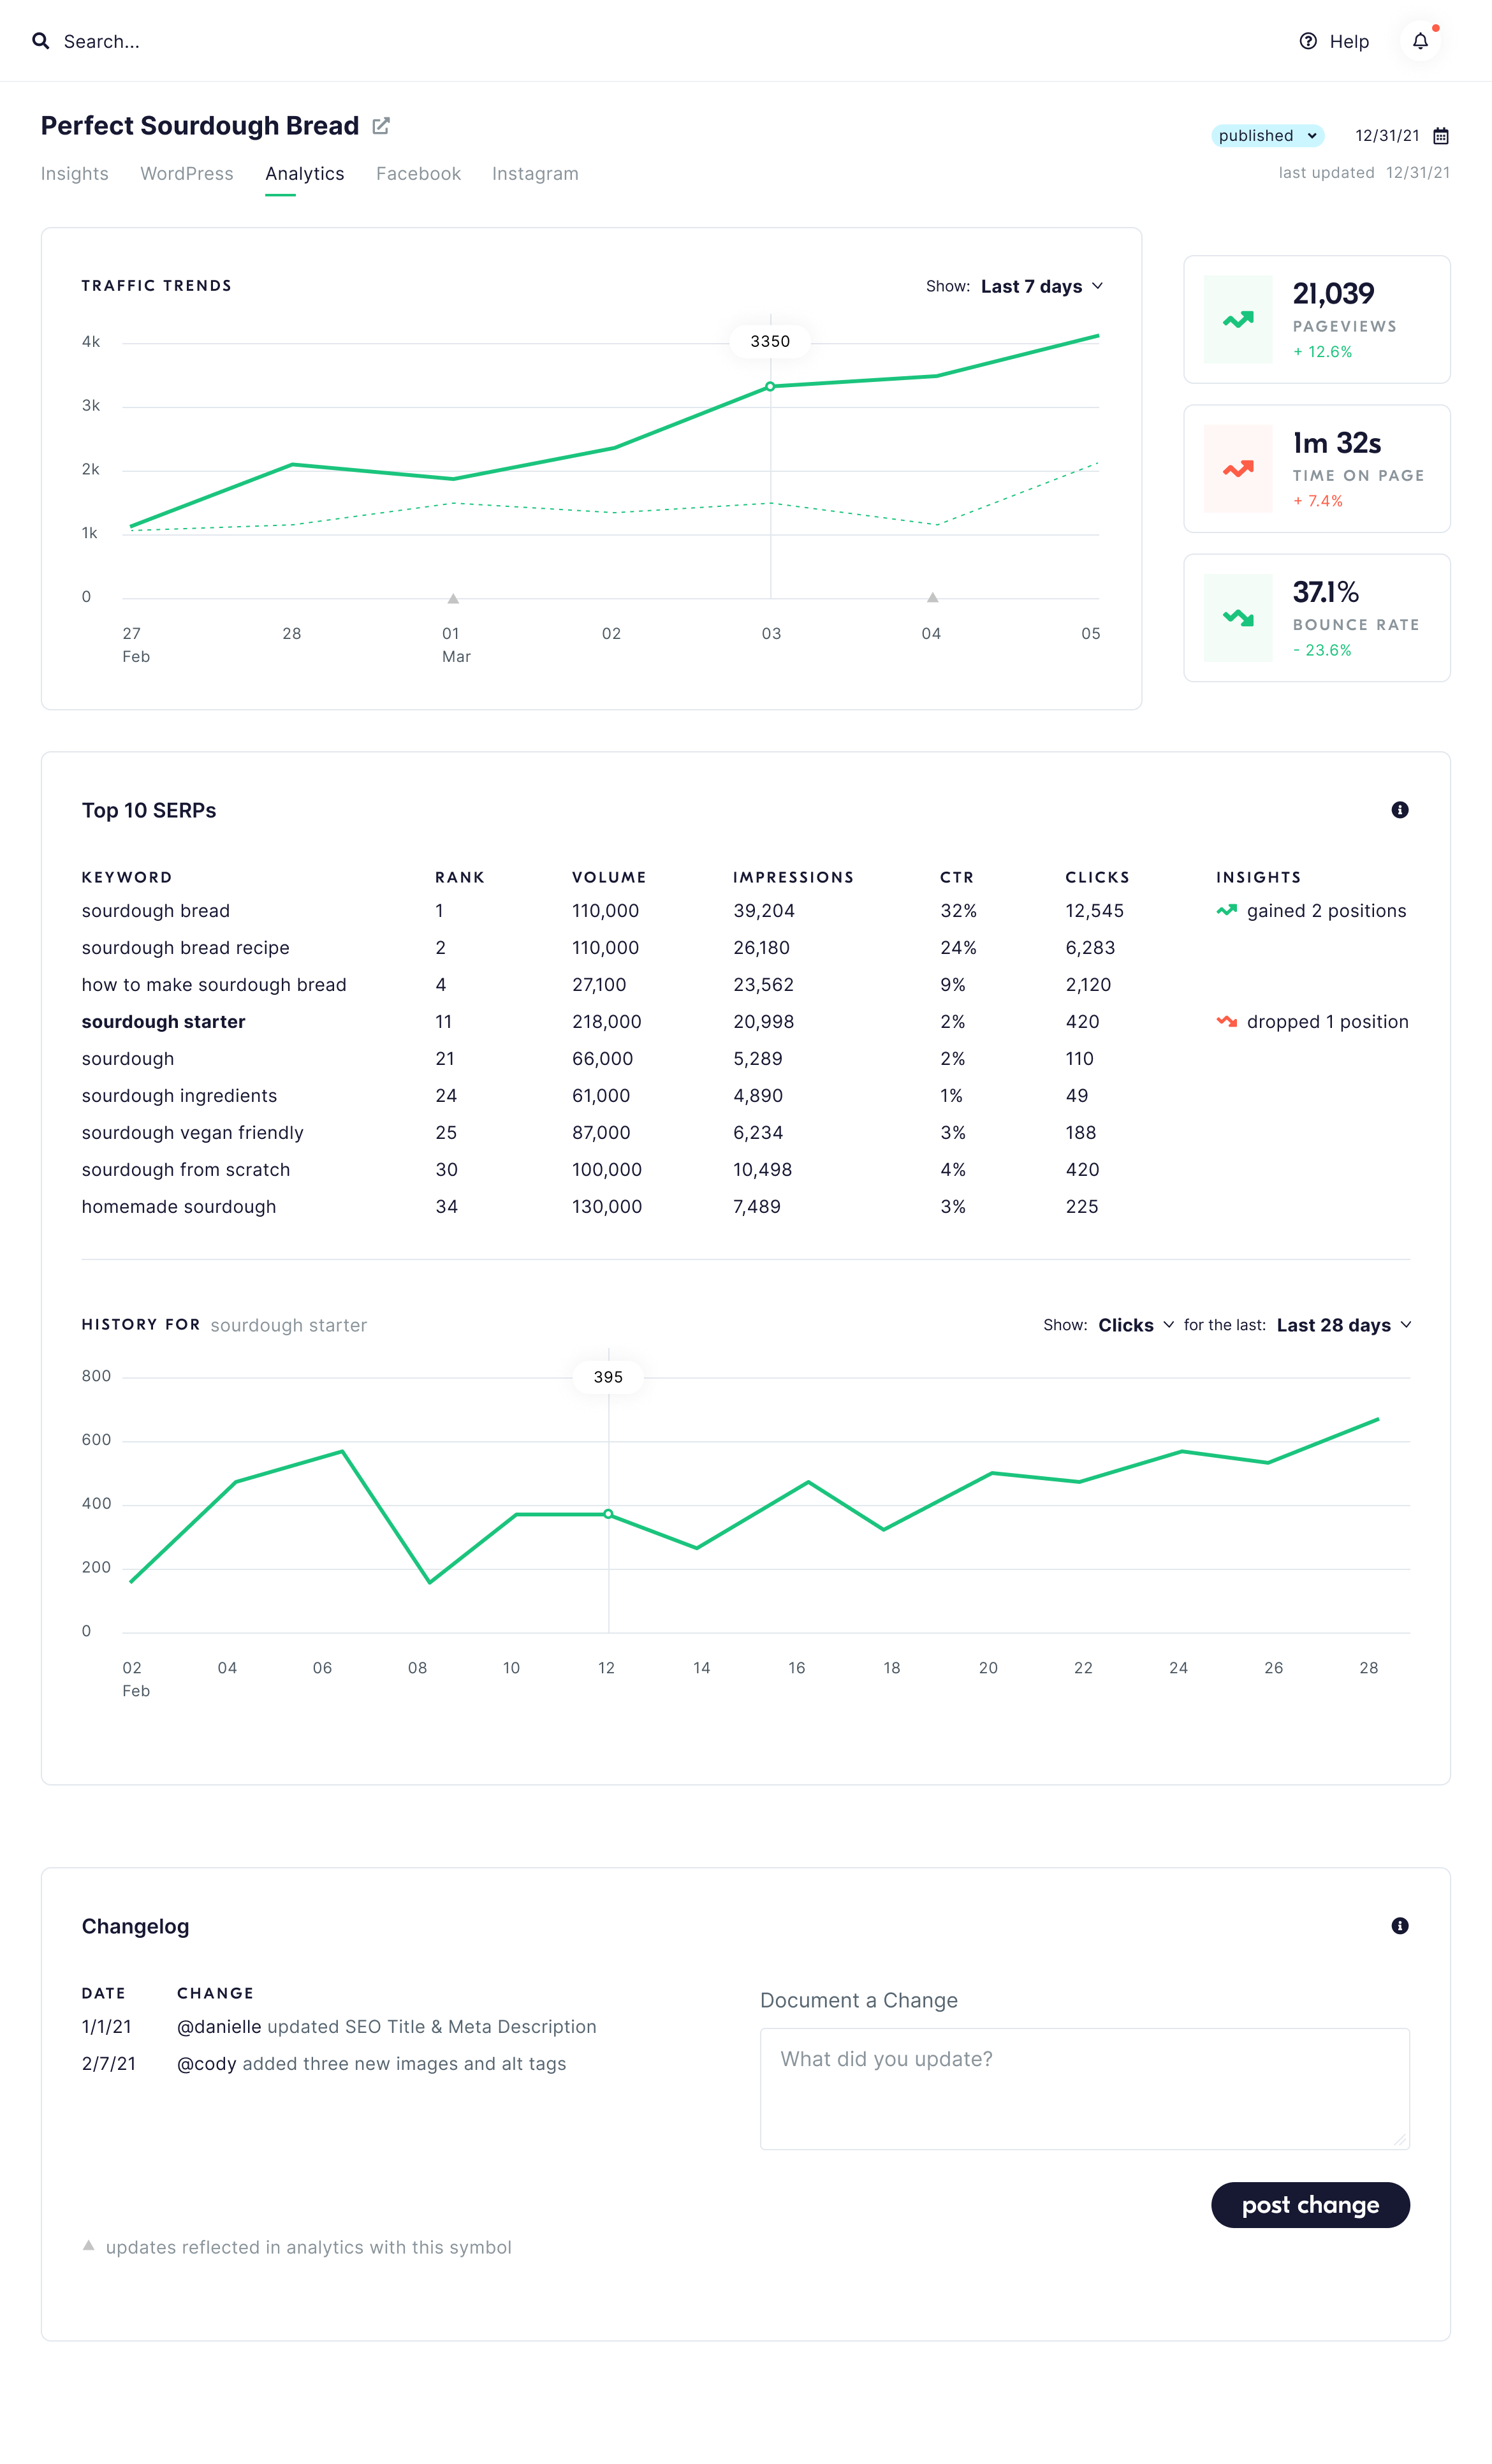 Search...
Help
Perfect Sourdough Bread
published
12/31/21
Insights WordPress Analytics Facebook Instagram
last updated 12/31/21
TRAFFIC TRENDS
Show: Last 7 days
4k
3k
2k
1k
0
3350
27 28 01 02 03 04 05
Feb Mar
21,039
PAGEVIEWS
+ 12.6%
1m 32s
TIME ON PAGE
+ 7.4%
37.1%
BOUNCE RATE
- 23.6%
Top 10 SERPs
KEYWORD RANK VOLUME IMPRESSIONS CTR CLICKS INSIGHTS
sourdough bread 1 110,000 39,204 32% 12,545 gained 2 positions
sourdough bread recipe 2 110,000 26,180 24% 6,283
how to make sourdough bread 4 27,100 23,562 9% 2,120
sourdough starter 11 218,000 20,998 2% 420 dropped 1 position
sourdough 21 66,000 5,289 2% 110
sourdough ingredients 24 61,000 4,890 1% 49
sourdough vegan friendly 25 87,000 6,234 3% 188
sourdough from scratch 30 100,000 10,498 4% 420
homemade sourdough 34 130,000 7,489 3% 225
HISTORY FOR sourdough starter
Show: Clicks for the last: Last 28 days
800
600
400
200
0
395
02 04 06 08 10 12 14 16 18 20 22 24 26 28
Feb
Changelog
DATE CHANGE
1/1/21 @danielle updated SEO Title & Meta Description
2/7/21 @cody added three new images and alt tags
Document a Change
What did you update?
post change
updates reflected in analytics with this symbol